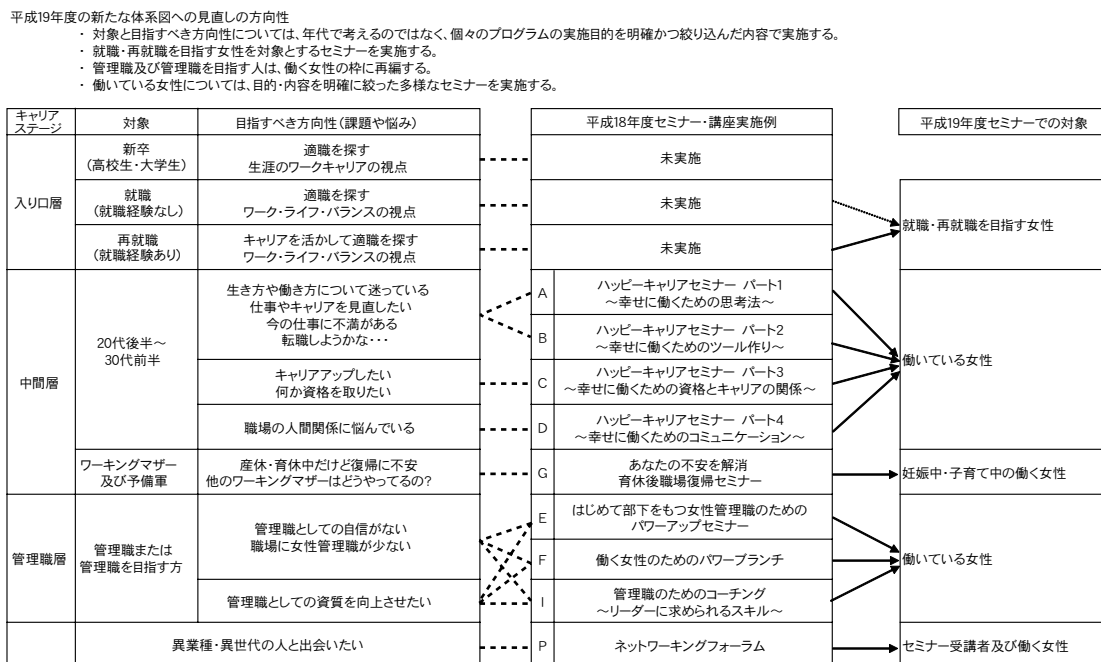 平成19年度の新たな体系図への見直しの方向性
・ 対象と目指すべき方向性については、年代で考えるのではなく、個々のプログラムの実施目的を明確かつ絞り込んだ内容で実施する。
・ 就職・再就職を目指す女性を対象とするセミナーを実施する。
・ 管理職及び管理職を目指す人は、働く女性の枠に再編する。
・ 働いている女性については、目的・内容を明確に絞った多様なセミナーを実施する。
キャリア
ステージ
対象
目指すべき方向性(課題や悩み)
平成18年度セミナー・講座実施例
平成19年度セミナーでの対象
入り口層
新卒
(高校生・大学生)
適職を探す
生涯のワークキャリアの視点
未実施
就職
(就職経験なし)
適職を探す
ワーク・ライフ・バランスの視点
未実施
再就職
(就職経験あり)
キャリアを活かして適職を探す
ワーク・ライフ・バランスの視点
未実施
就職・再就職を目指す女性
中間層
20代後半～
30代前半
生き方や働き方について迷っている
仕事やキャリアを見直したい
今の仕事に不満がある
転職しようかな・・・
A
ハッピーキャリアセミナー パート1
～幸せに働くための思考法～
B
ハッピーキャリアセミナー パート2
～幸せに働くためのツール作り～
キャリアアップしたい
何か資格を取りたい
C
ハッピーキャリアセミナー パート3
～幸せに働くための資格とキャリアの関係～
職場の人間関係に悩んでいる
D
ハッピーキャリアセミナー パート4
～幸せに働くためのコミュニケーション～
働いている女性
ワーキングマザー
及び予備軍
産休・育休中だけど復帰に不安
他のワーキングマザーはどうやってるの?
G
あなたの不安を解消
育休後職場復帰セミナー
妊娠中・子育て中の働く女性
管理職層
管理職または
管理職を目指す方
管理職としての自信がない
職場に女性管理職が少ない
E
はじめて部下をもつ女性管理職のための
パワーアップセミナー
F
働く女性のためのパワーブランチ
管理職としての資質を向上させたい
I
管理職のためのコーチング
～リーダーに求められるスキル～
働いている女性
異業種・異世代の人と出会いたい
P
ネットワーキングフォーラム
セミナー受講者及び働く女性